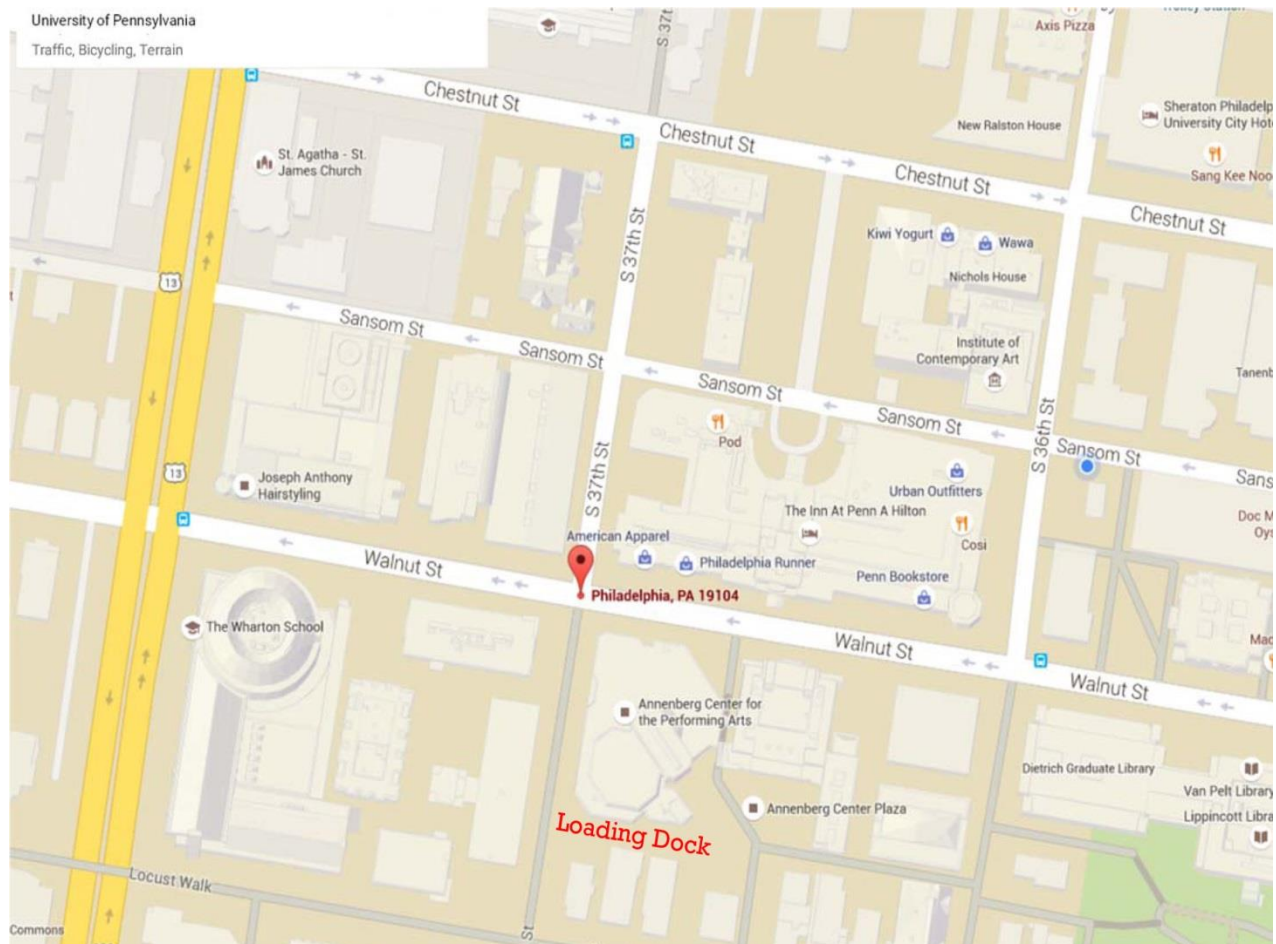 University of Pennsylvania
Traffic, Bicycling, Terrain
S 37th
Axis Pizza
Chestnut St
Chestnut St
New Ralston House
Sheraton Philadelp
University City Hot
Sang Kee Noo
St. Agatha - St.
James Church
Chestnut St
Chestnut St
S 37th St
Kiwi Yogurt
Wawa
Nichols House
13
Sansom St
Sansom St
Institute of
Contemporary Art
Tanenb
Sansom St
Sansom St
S 36th St
Sansom St
Sans
Pod
13
Joseph Anthony
Hairstyling
S 37th St
Urban Outfitters
The Inn At Penn A Hilton
Cosi
Doc M
Oys
American Apparel
Philadelphia Runner
Penn Bookstore
Walnut St
Philadelphia, PA 19104
The Wharton School
Walnut St
Mac
Walnut St
Annenberg Center for
the Performing Arts
Dietrich Graduate Library
Van Pelt Library
Lippincott Libra
Annenberg Center Plaza
Loading Dock
Locust Walk
Commons
St